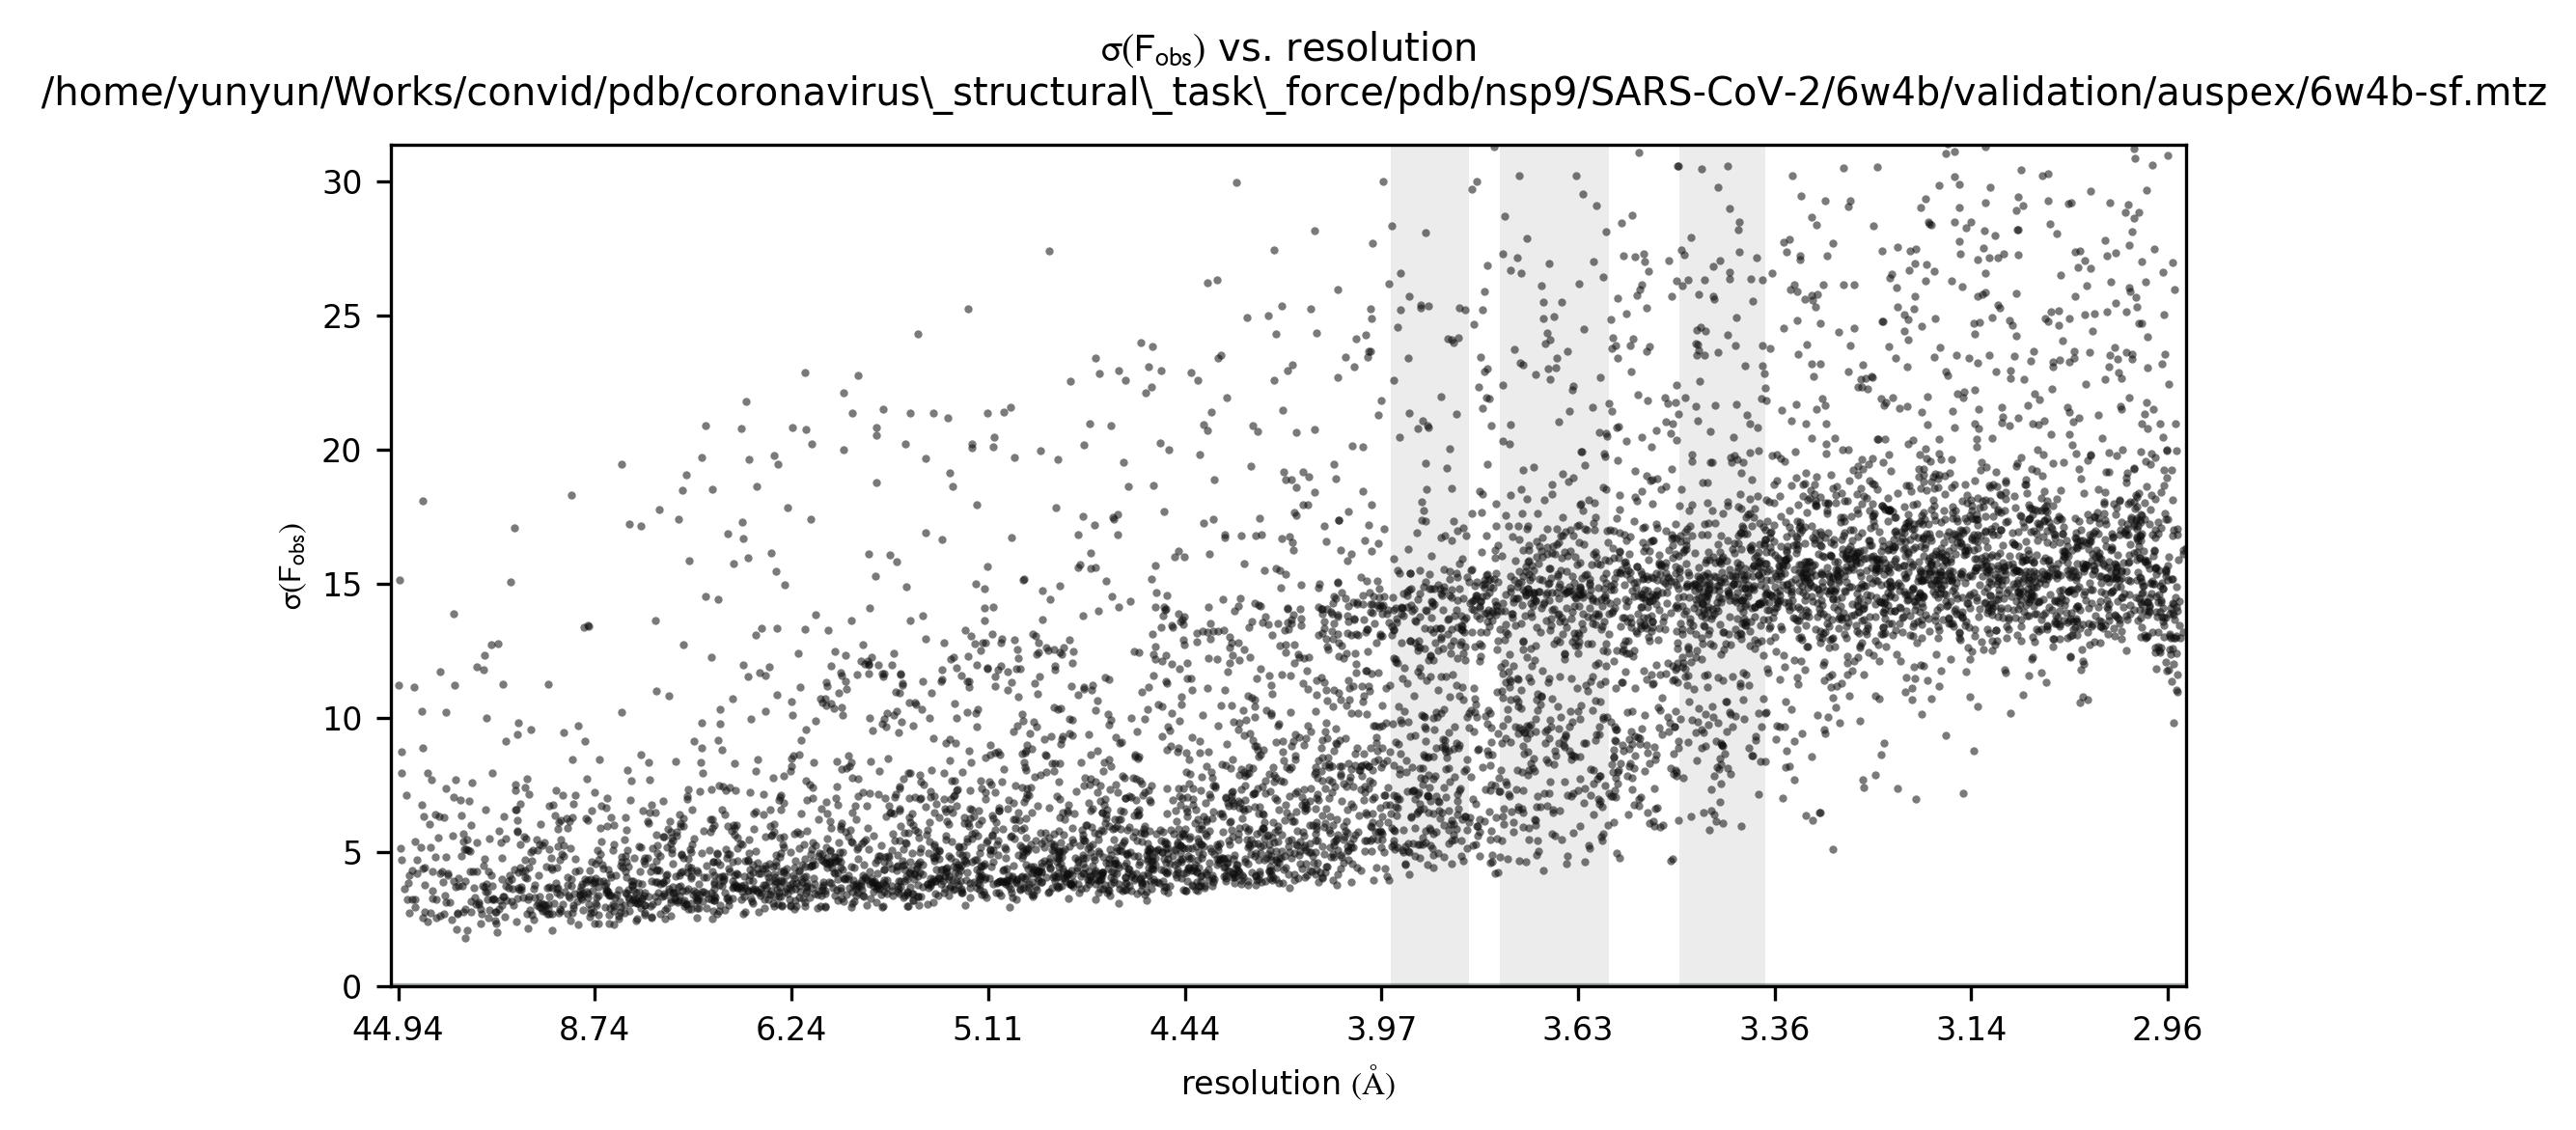 σ(Fobs) vs. resolution
/home/yunyun/Works/convid/pdb/coronavirus\_structural\_task\_force/pdb/nsp9/SARS-CoV-2/6w4b/validation/auspex/6w4b-sf.mtz
30
25
20
15
10
5
0
σ(Fobs)
44.94 8.74 6.24 5.11 4.44 3.97 3.63 3.36 3.14 2.96
resolution (Å)